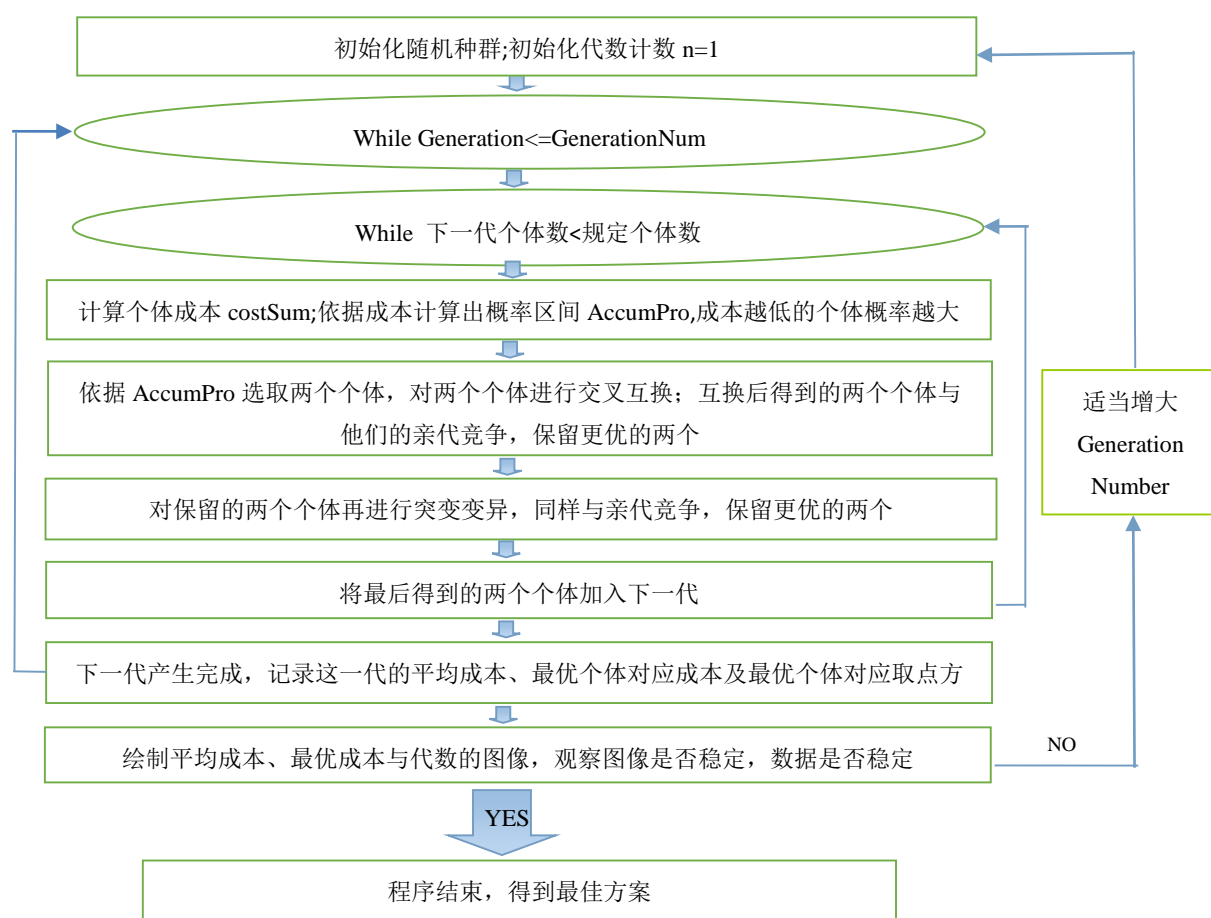 初始化随机种群;初始化代数计数 n=1
While Generation<=GenerationNum
While 下一代个体数<规定个体数
计算个体成本 costSum;依据成本计算出概率区间 AccumPro,成本越低的个体概率越大
依据 AccumPro 选取两个个体，对两个个体进行交叉互换；互换后得到的两个个体与
他们的亲代竞争，保留更优的两个
对保留的两个个体再进行突变变异，同样与亲代竞争，保留更优的两个
将最后得到的两个个体加入下一代
下一代产生完成，记录这一代的平均成本、最优个体对应成本及最优个体对应取点方
绘制平均成本、最优成本与代数的图像，观察图像是否稳定，数据是否稳定
NO
适当增大
Generation
Number
YES
程序结束，得到最佳方案